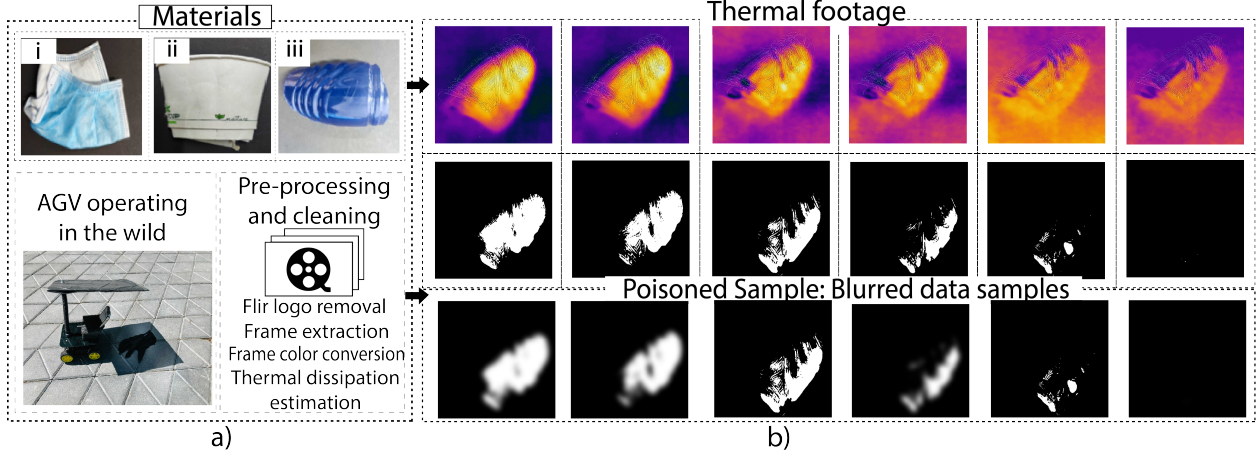 Materials
i
ii
iii
AGV operating
in the wild
Pre-processing
and cleaning
Flir logo removal
Frame extraction
Frame color conversion
Thermal dissipation
estimation
a)
Thermal footage
Poisoned Sample: Blurred data samples
b)